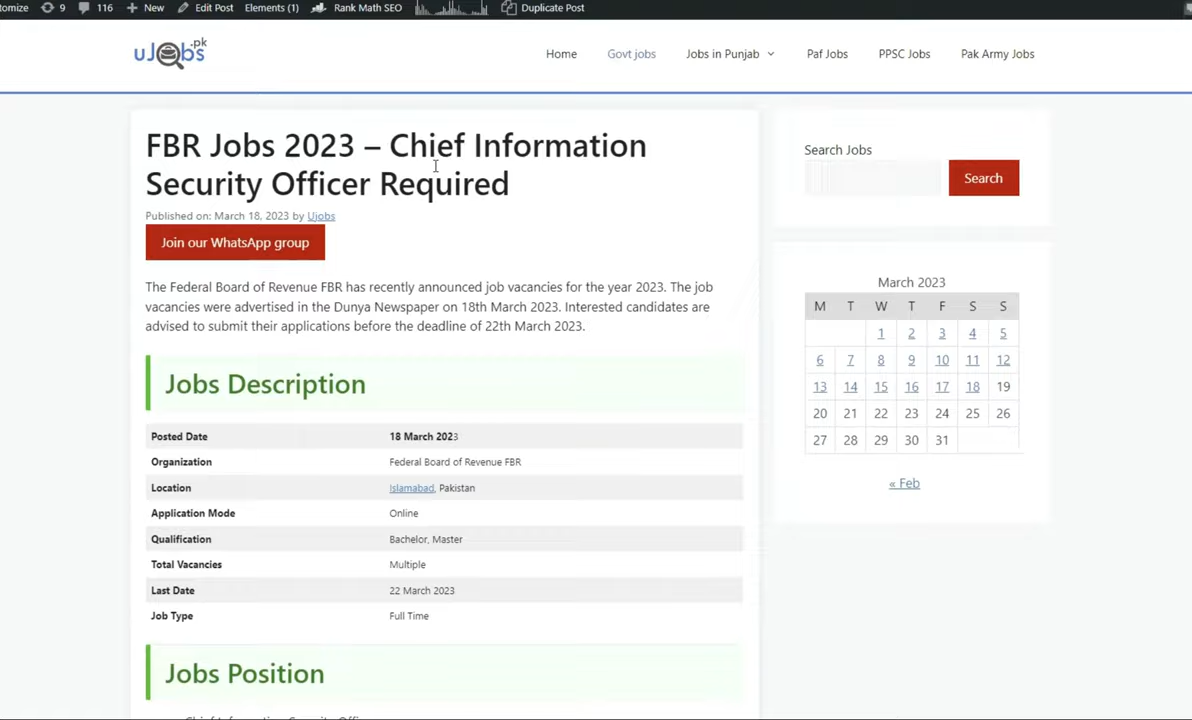 tomize 9 116 New Edit Post Elements (1) Rank Math SEO Duplicate Post
uJobs.pk
Home Govt jobs Jobs in Punjab Paf Jobs PPSC Jobs Pak Army Jobs
FBR Jobs 2023 – Chief Information
Security Officer Required
Published on: March 18, 2023 by Ujobs
Join our WhatsApp group
The Federal Board of Revenue FBR has recently announced job vacancies for the year 2023. The job
vacancies were advertised in the Dunya Newspaper on 18th March 2023. Interested candidates are
advised to submit their applications before the deadline of 22th March 2023.
Jobs Description
Posted Date 18 March 2023
Organization Federal Board of Revenue FBR
Location Islamabad, Pakistan
Application Mode Online
Qualification Bachelor, Master
Total Vacancies Multiple
Last Date 22 March 2023
Job Type Full Time
Jobs Position
Chief Information Security Offi
Search Jobs
Search
March 2023
M T W T F S S
1 2 3 4 5
6 7 8 9 10 11 12
13 14 15 16 17 18 19
20 21 22 23 24 25 26
27 28 29 30 31
« Feb